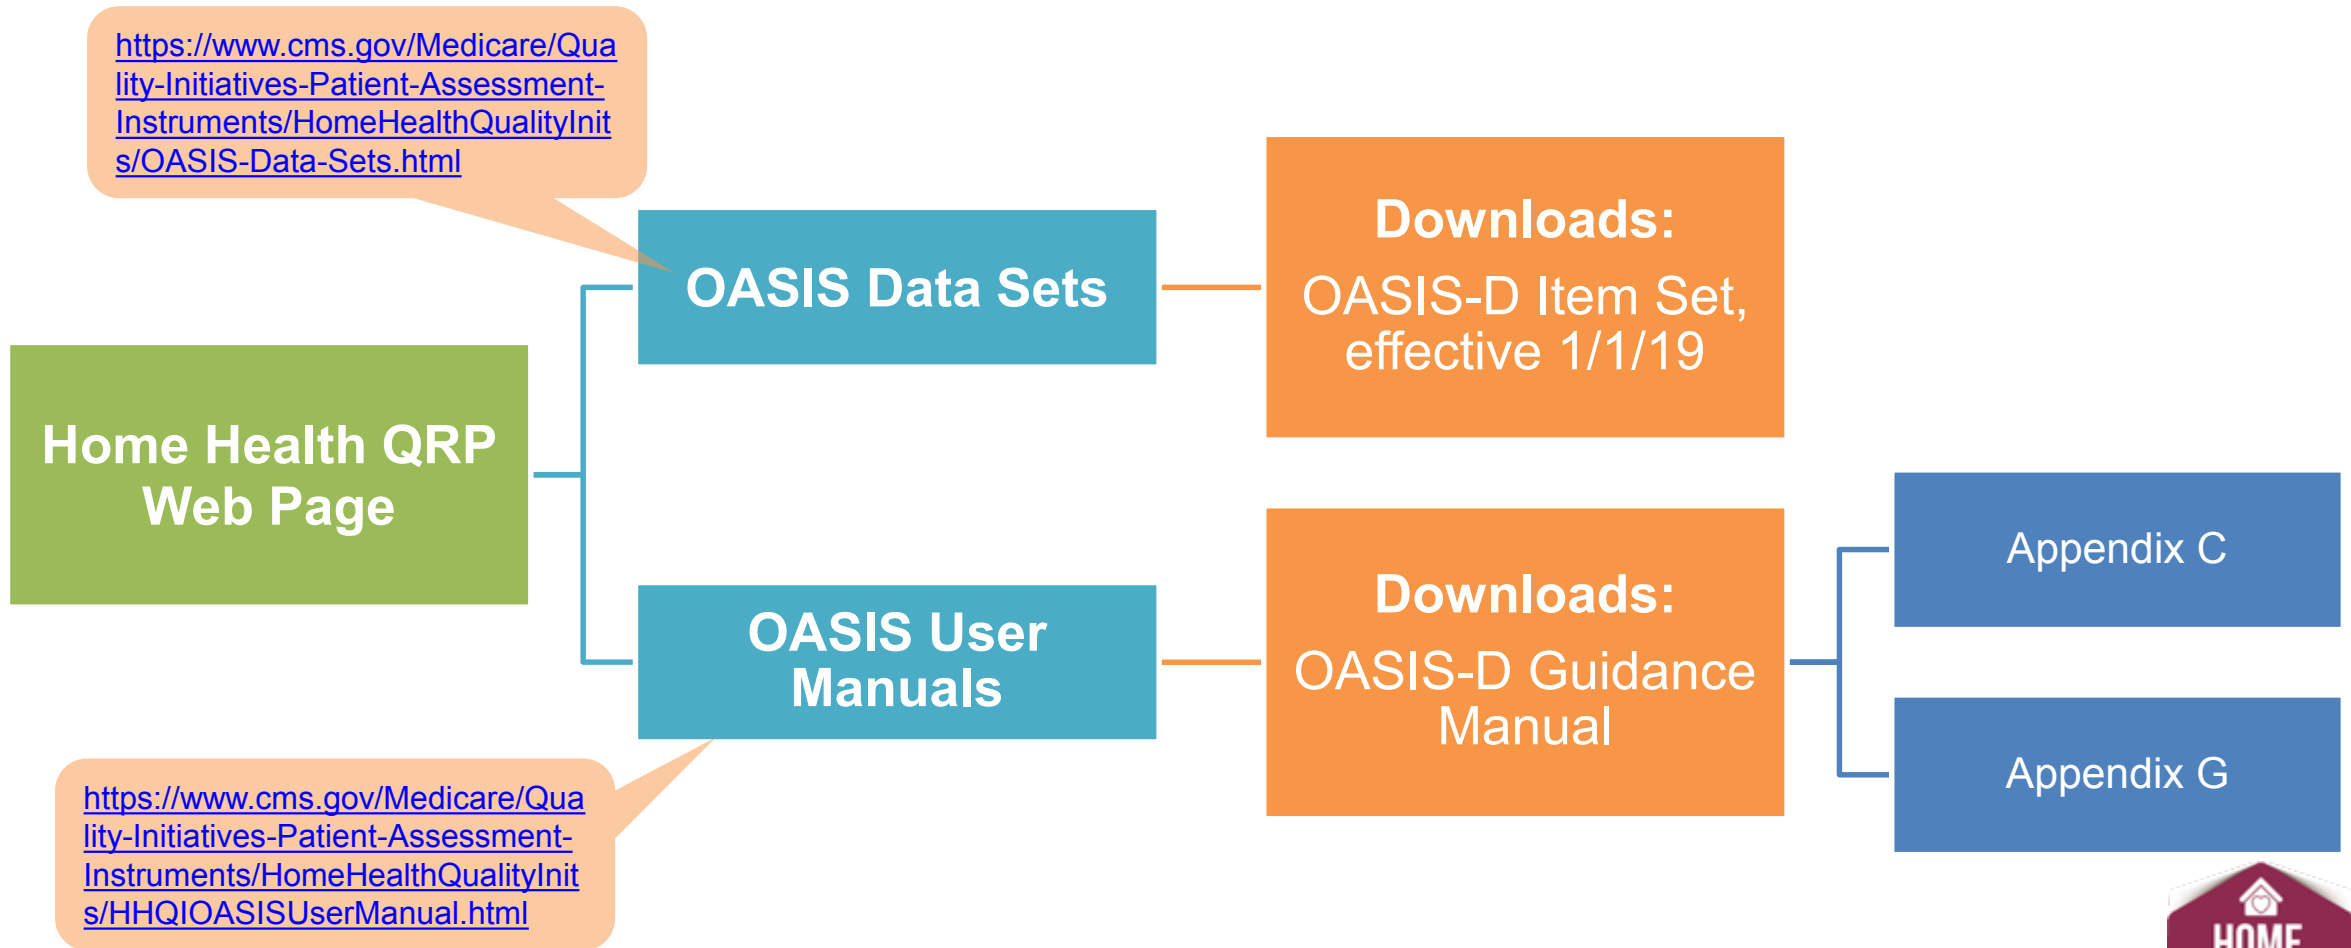 https://www.cms.gov/Medicare/Qua
lity-Initiatives-Patient-Assessment-
Instruments/HomeHealthQualityInit
s/OASIS-Data-Sets.html
Home Health QRP
Web Page
OASIS Data Sets
Downloads:
OASIS-D Item Set,
effective 1/1/19
OASIS User
Manuals
Downloads:
OASIS-D Guidance
Manual
Appendix C
Appendix G
https://www.cms.gov/Medicare/Qua
lity-Initiatives-Patient-Assessment-
Instruments/HomeHealthQualityInit
s/HHQIOASISUserManual.html
HOME